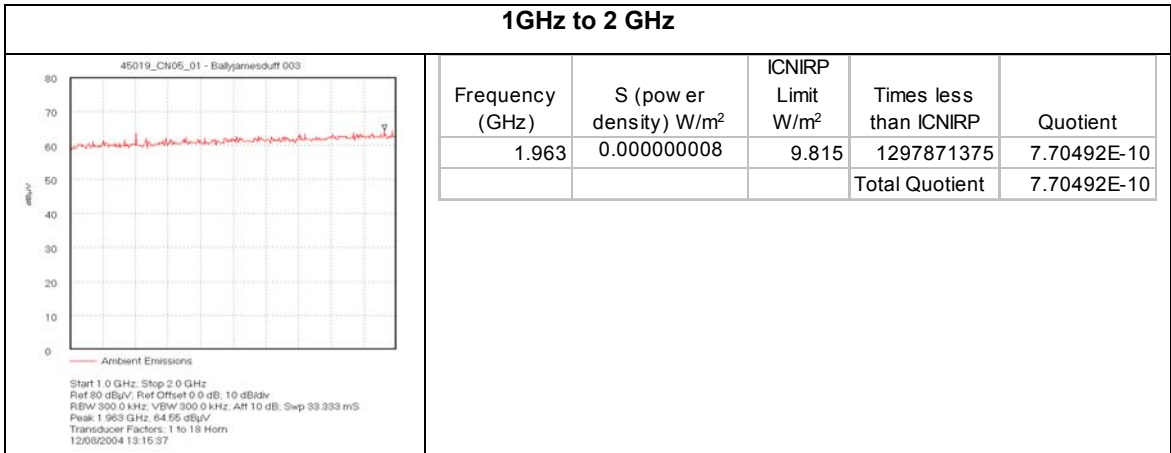 1GHz to 2 GHz
45019_CN05_01 - Ballyjamesduff 003
80
70
60
50
40
30
20
10
0
dBµV
Ambient Emissions
Start 1.0 GHz; Stop 2.0 GHz
Ref 80 dBµV; Ref Offset 0.0 dB; 10 dB/div
RBW 300.0 kHz; VBW 300.0 kHz; Att 10 dB; Swp 33.333 mS
Peak 1.963 GHz, 64.55 dBµV
Transducer Factors: 1 to 18 Horn
12/08/2004 13:15:37
Frequency (GHz) S (pow er density) W/m² ICNIRP Limit W/m² Times less than ICNIRP Quotient
1.963 0.000000008 9.815 1297871375 7.70492E-10
Total Quotient 7.70492E-10